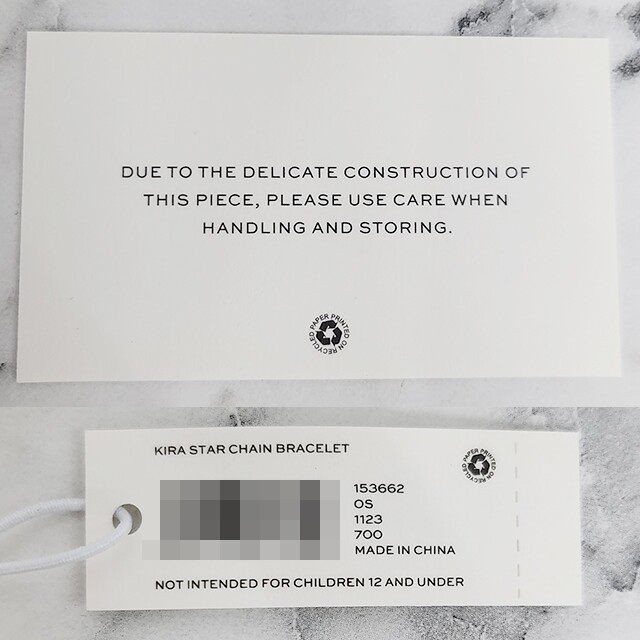 DUE TO THE DELICATE CONSTRUCTION OF
THIS PIECE, PLEASE USE CARE WHEN
HANDLING AND STORING.
PAPER PRINTED ON RECYCLED
KIRA STAR CHAIN BRACELET
PAPER PRINTED ON RECYCLED
153662
OS
1123
700
MADE IN CHINA
NOT INTENDED FOR CHILDREN 12 AND UNDER